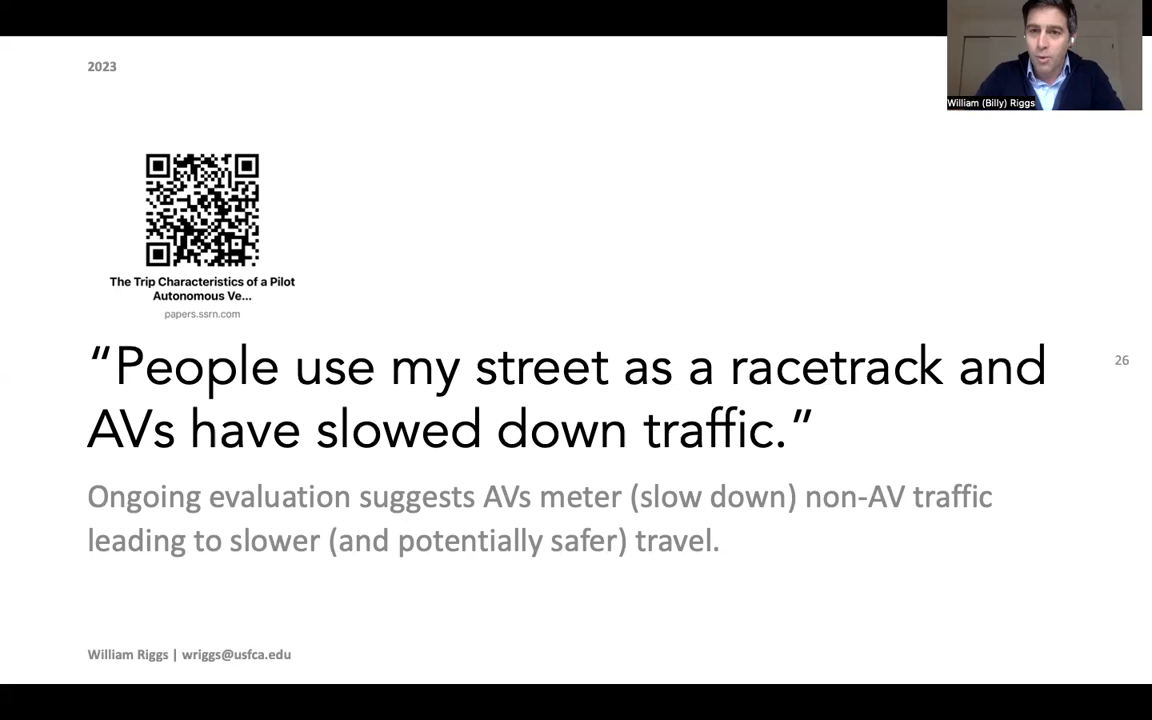 2023
William (Billy) Riggs
The Trip Characteristics of a Pilot
Autonomous Ve...
papers.ssrn.com
“People use my street as a racetrack and
AVs have slowed down traffic.”
26
Ongoing evaluation suggests AVs meter (slow down) non-AV traffic
leading to slower (and potentially safer) travel.
William Riggs | wriggs@usfca.edu